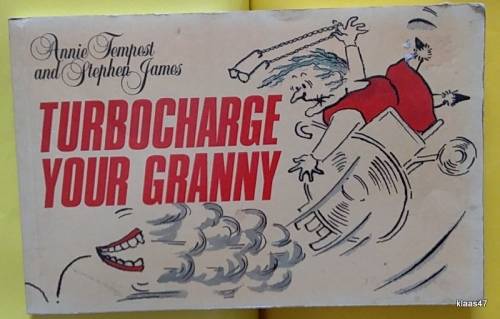 Annie Tempest
and Stephen James
TURBOCHARGE
YOUR GRANNY
klaas47